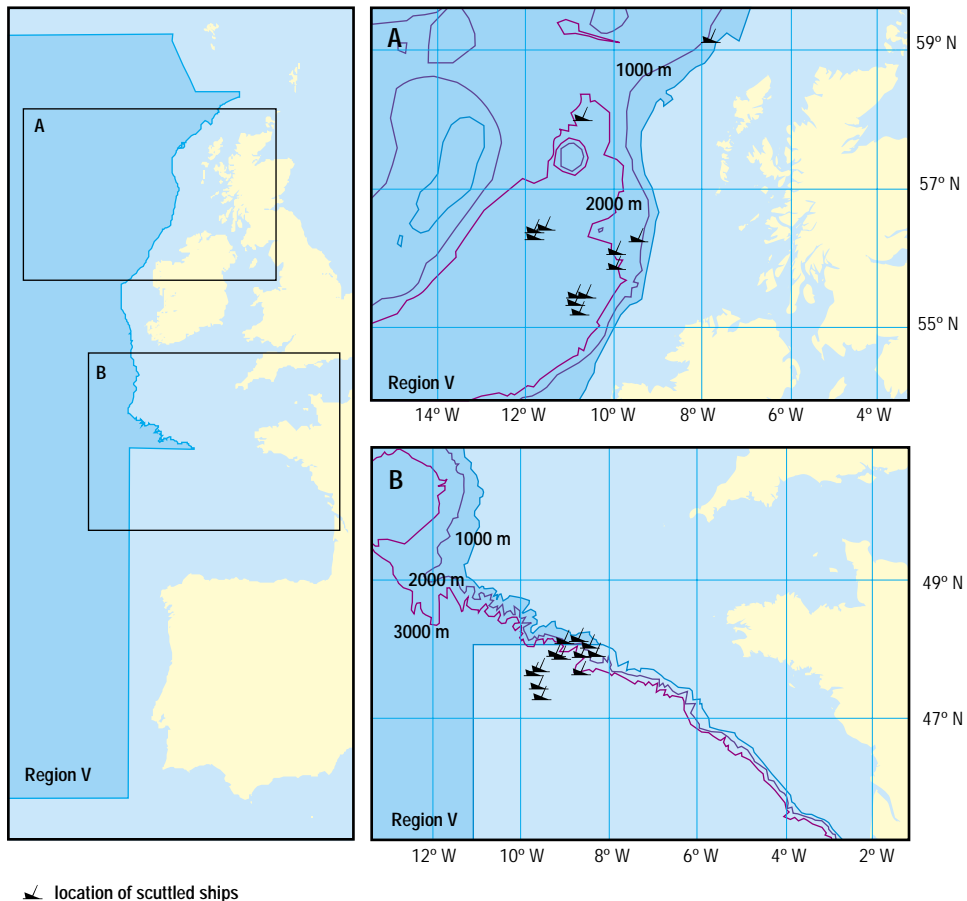 A
B
Region V
A
59º N
1000 m
57º N
2000 m
55º N
Region V
14º W 12º W 10º W 8º W 6º W 4º W
B
1000 m
2000 m
49º N
3000 m
47º N
Region V
12º W 10º W 8º W 6º W 4º W 2º W
location of scuttled ships